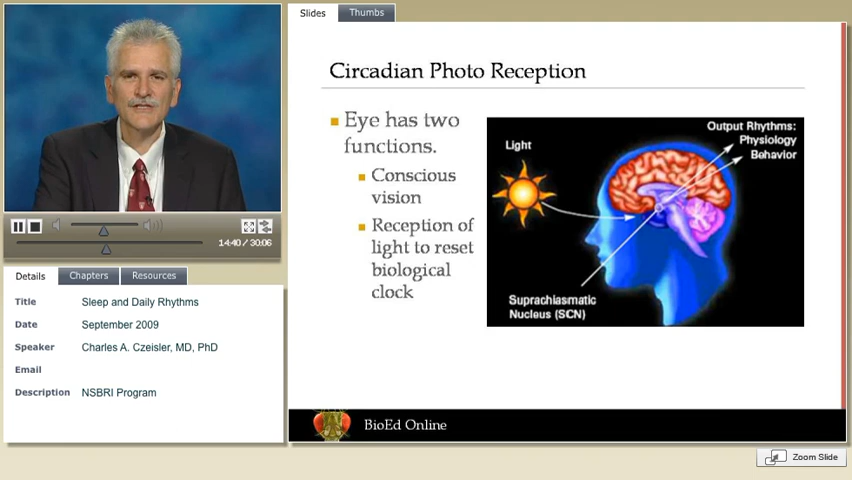 Slides Thumbs
Circadian Photo Reception
Eye has two
functions.
Conscious
vision
Reception of
light to reset
biological
clock
Output Rhythms:
Physiology
Behavior
Light
Suprachiasmatic
Nucleus (SCN)
14:40 / 30:06
Details Chapters Resources
Title Sleep and Daily Rhythms
Date September 2009
Speaker Charles A. Czeisler, MD, PhD
Email
Description NSBRI Program
BioEd Online
Zoom Slide